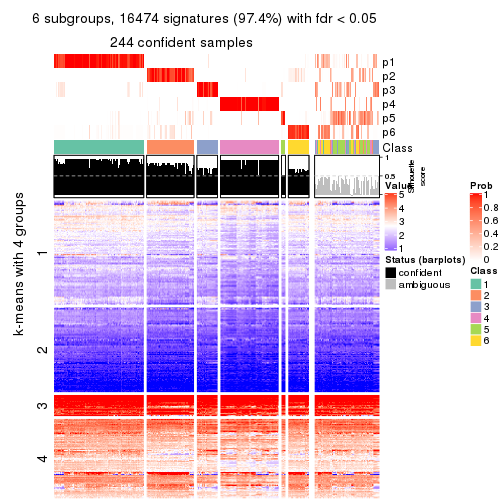 6 subgroups, 16474 signatures (97.4%) with fdr < 0.05
244 confident samples
p1
p2
p3
p4
p5
p6
Class
1
0.5
0
Silhouette
score
k-means with 4 groups
1
2
3
4
Value
5
4
3
2
1
Status (barplots)
confident
ambiguous
Prob
1
0.8
0.6
0.4
0.2
0
Class
1
2
3
4
5
6